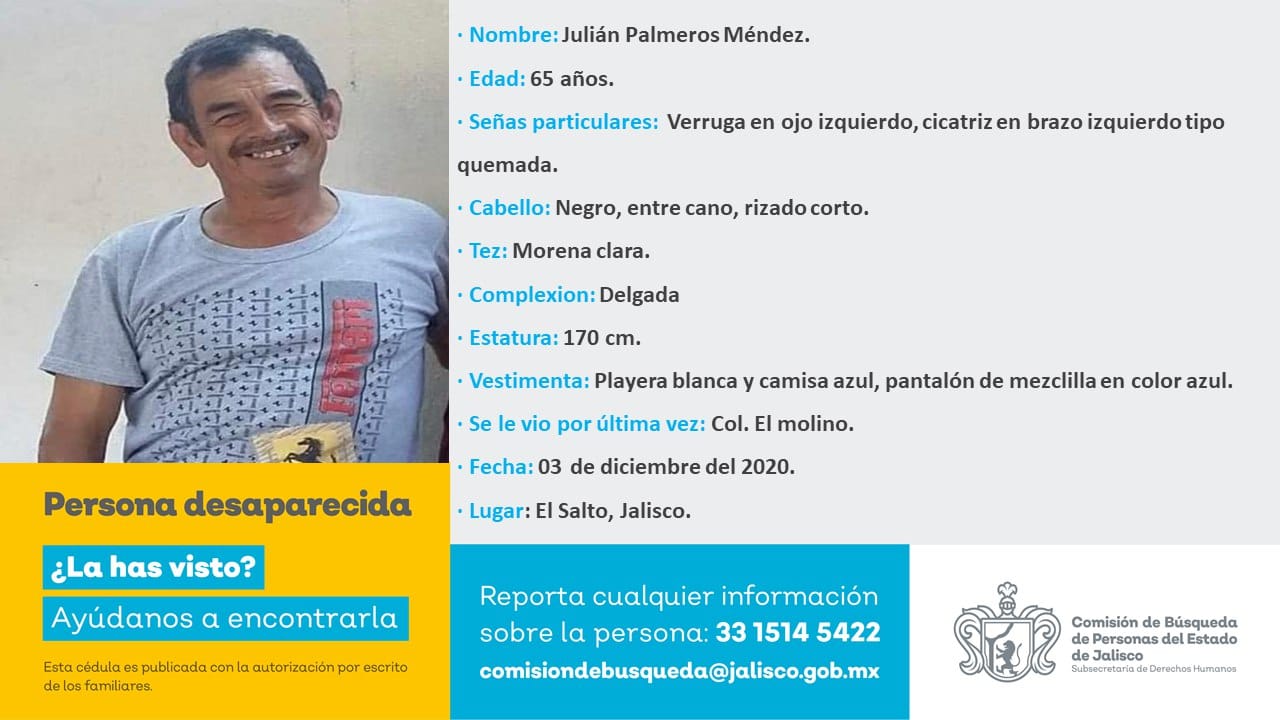 · Nombre: Julián Palmeros Méndez.
· Edad: 65 años.
· Señas particulares: Verruga en ojo izquierdo, cicatriz en brazo izquierdo tipo
quemada.
· Cabello: Negro, entre cano, rizado corto.
· Tez: Morena clara.
· Complexion: Delgada
· Estatura: 170 cm.
· Vestimenta: Playera blanca y camisa azul, pantalón de mezclilla en color azul.
· Se le vio por última vez: Col. El molino.
· Fecha: 03 de diciembre del 2020.
· Lugar: El Salto, Jalisco.
Persona desaparecida
¿La has visto?
Ayúdanos a encontrarla
Esta cédula es publicada con la autorización por escrito
de los familiares.
Reporta cualquier información
sobre la persona: 33 1514 5422
comisiondebusqueda@jalisco.gob.mx
Comisión de Búsqueda
de Personas del Estado
de Jalisco
Subsecretaría de Derechos Humanos